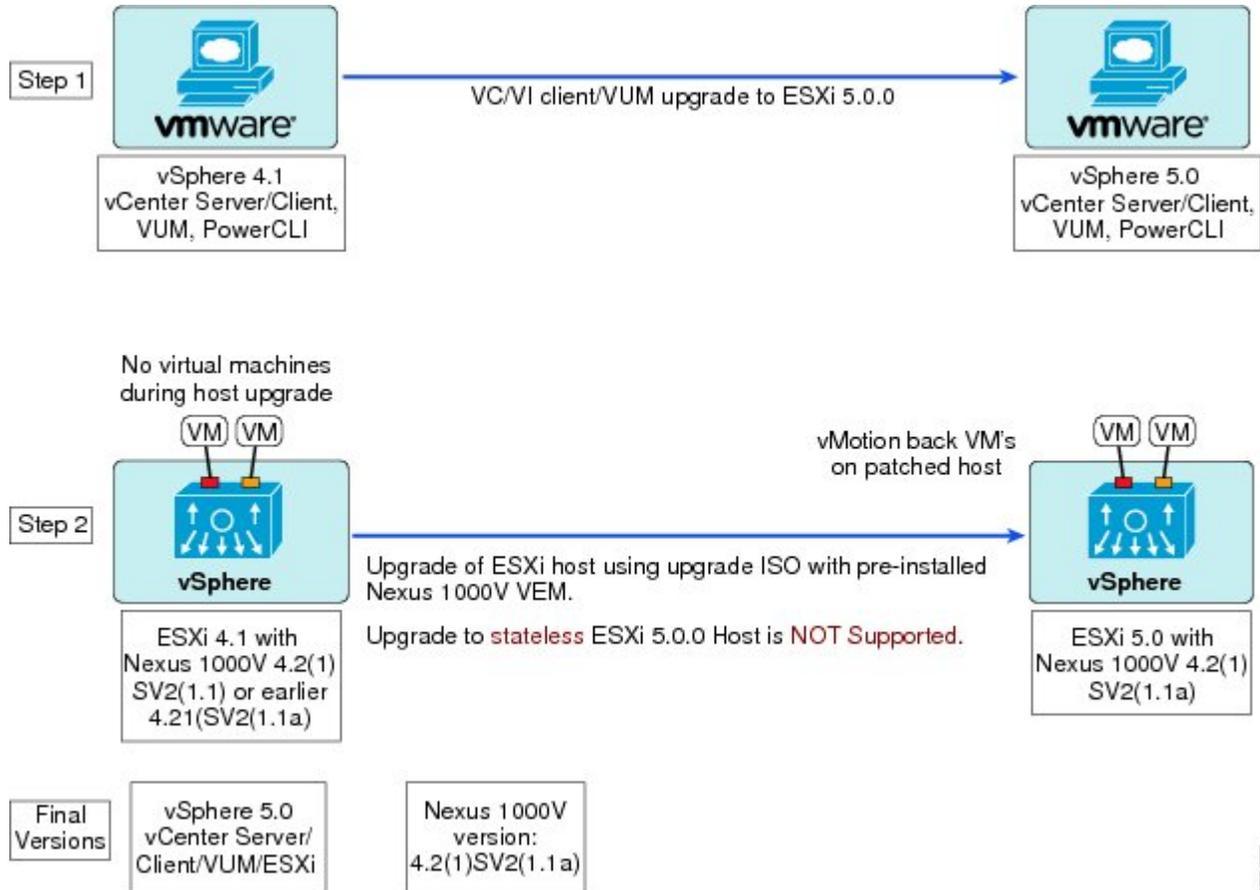 Step 1
vmware
VC/VI client/VUM upgrade to ESXi 5.0.0
vmware
vSphere 4.1
vCenter Server/Client,
VUM, PowerCLI
vSphere 5.0
vCenter Server/Client,
VUM, PowerCLI
No virtual machines
during host upgrade
VM VM
vMotion back VM's
on patched host
VM VM
Step 2
vSphere
Upgrade of ESXi host using upgrade ISO with pre-installed
Nexus 1000V VEM.
Upgrade to stateless ESXi 5.0.0 Host is NOT Supported.
vSphere
ESXi 4.1 with
Nexus 1000V 4.2(1)
SV2(1.1) or earlier
4.21(SV2(1.1a)
ESXi 5.0 with
Nexus 1000V 4.2(1)
SV2(1.1a)
Final
Versions
vSphere 5.0
vCenter Server/
Client/VUM/ESXi
Nexus 1000V
version:
4.2(1)SV2(1.1a)